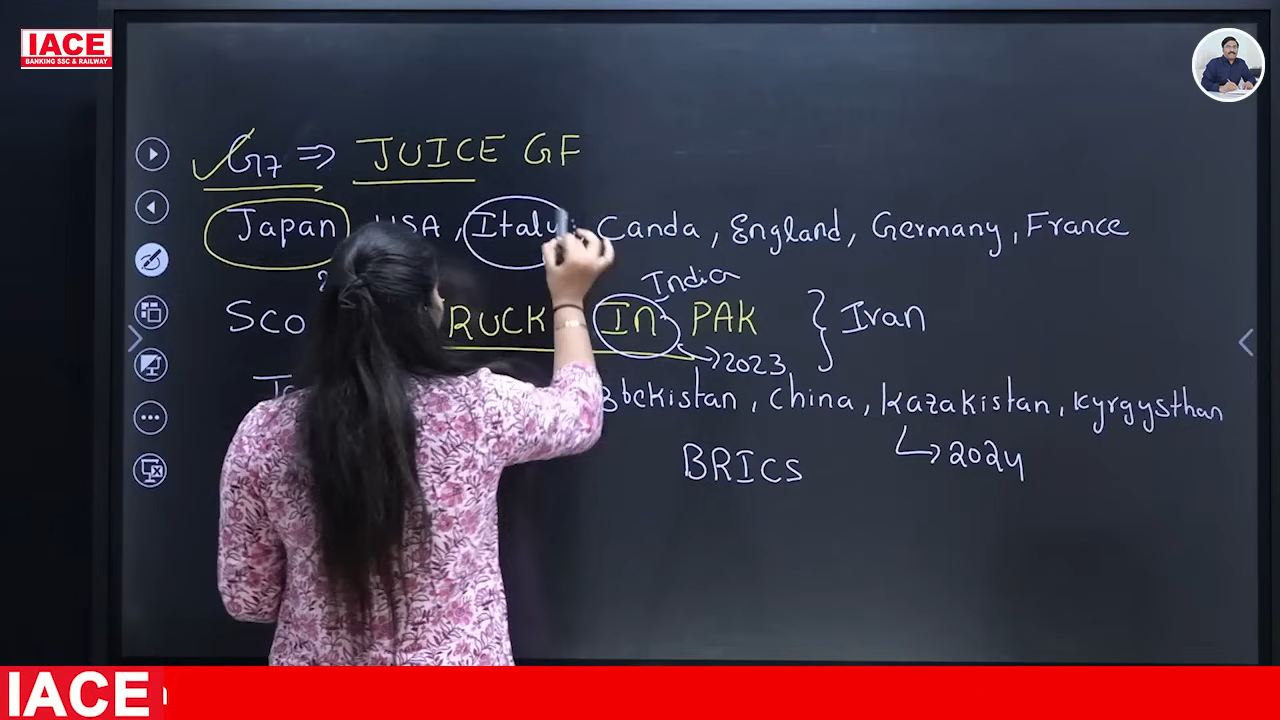 IACE
BANKING SSC & RAILWAY
G7 ⇒ JUICE GF
Japan USA, Italy, Canda, England, Germany, France
India
Sco RUCK IN PAK } Iran
→2023
zbekistan, China, Kazakistan, Kyrgysthan
→2024
BRICS
IACE